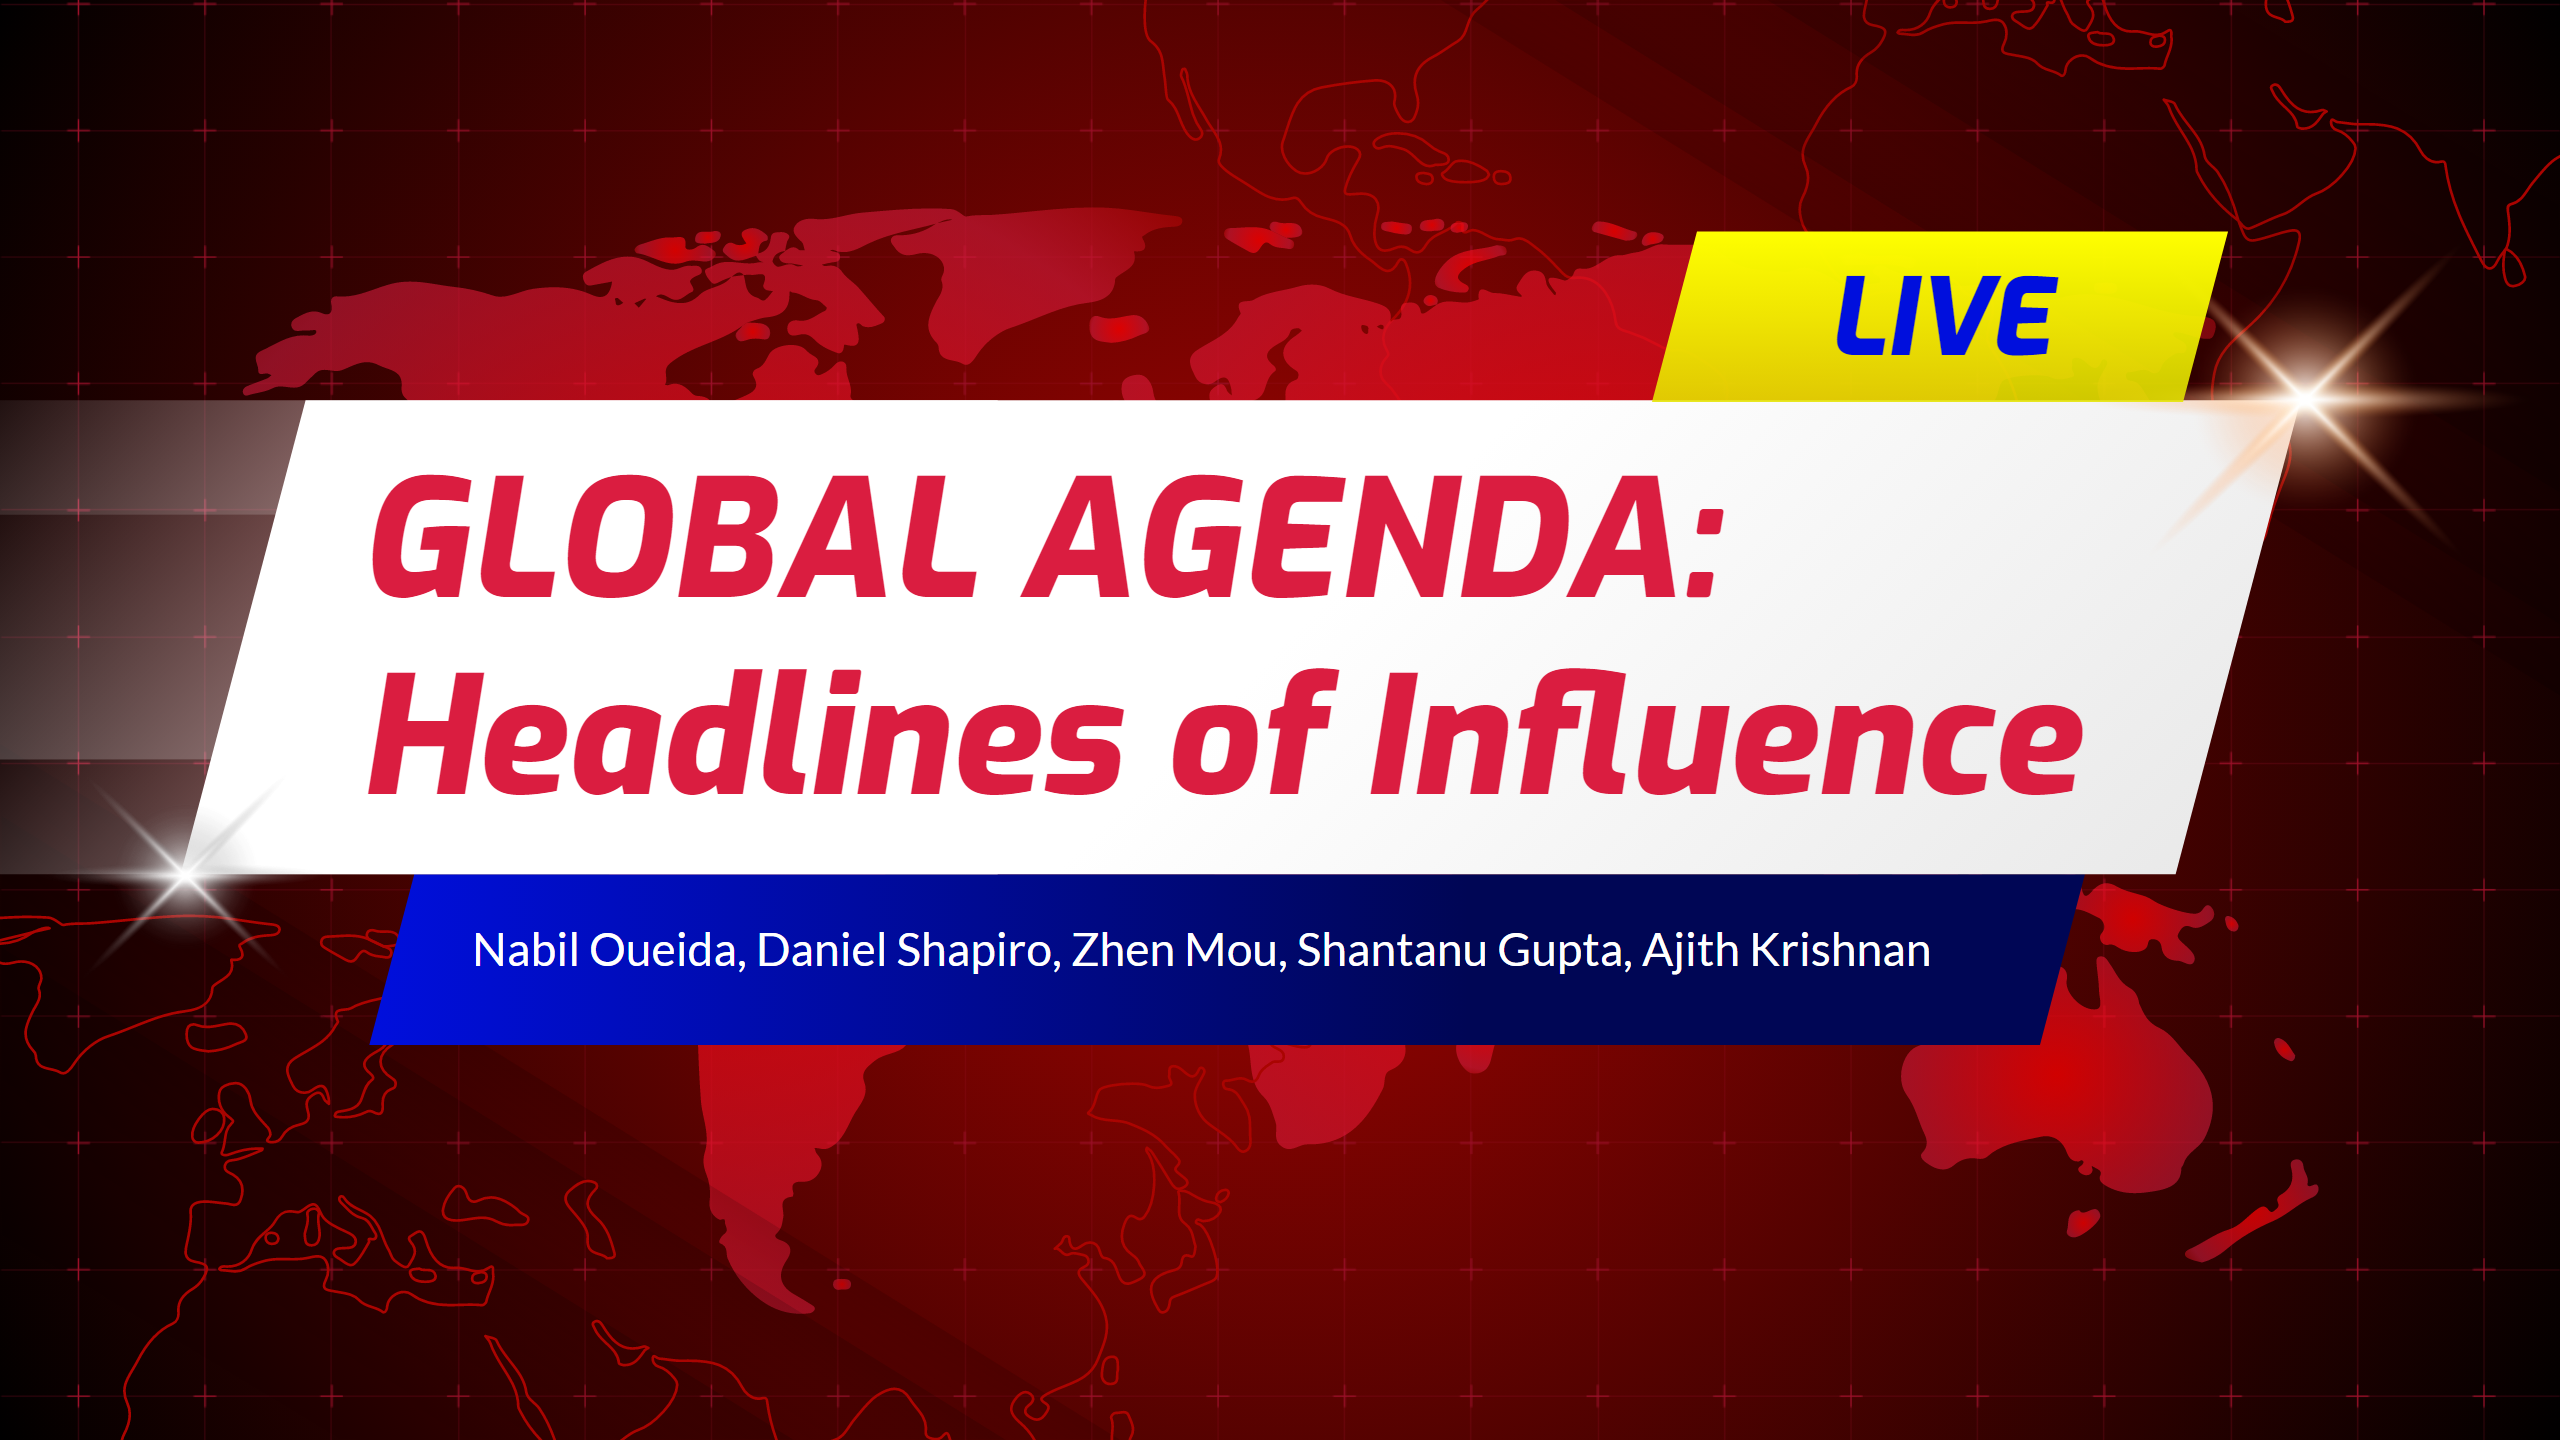 LIVE
GLOBAL AGENDA:
Headlines of Influence
Nabil Oueida, Daniel Shapiro, Zhen Mou, Shantanu Gupta, Ajith Krishnan